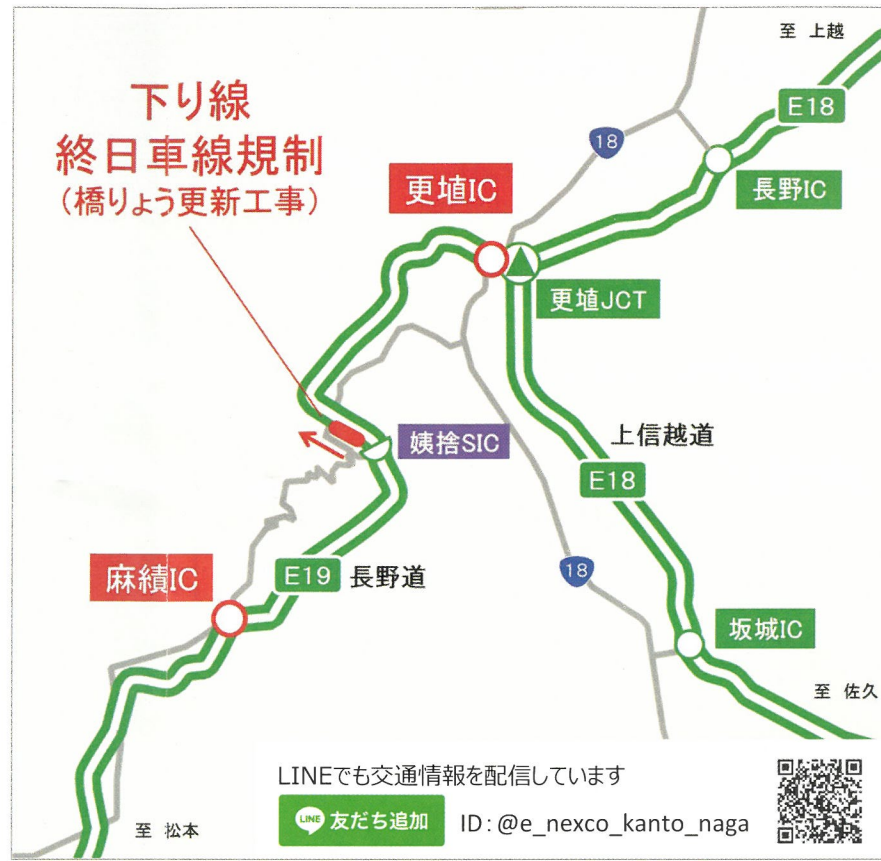 至 上越
E18
下り線
終日車線規制
(橋りょう更新工事)
18
更埴IC
長野IC
更埴JCT
姨捨SIC
上信越道
E18
麻績IC
E19
長野道
18
坂城IC
至 佐久
LINEでも交通情報を配信しています
LINE 友だち追加
ID:@e_nexco_kanto_naga
至 松本